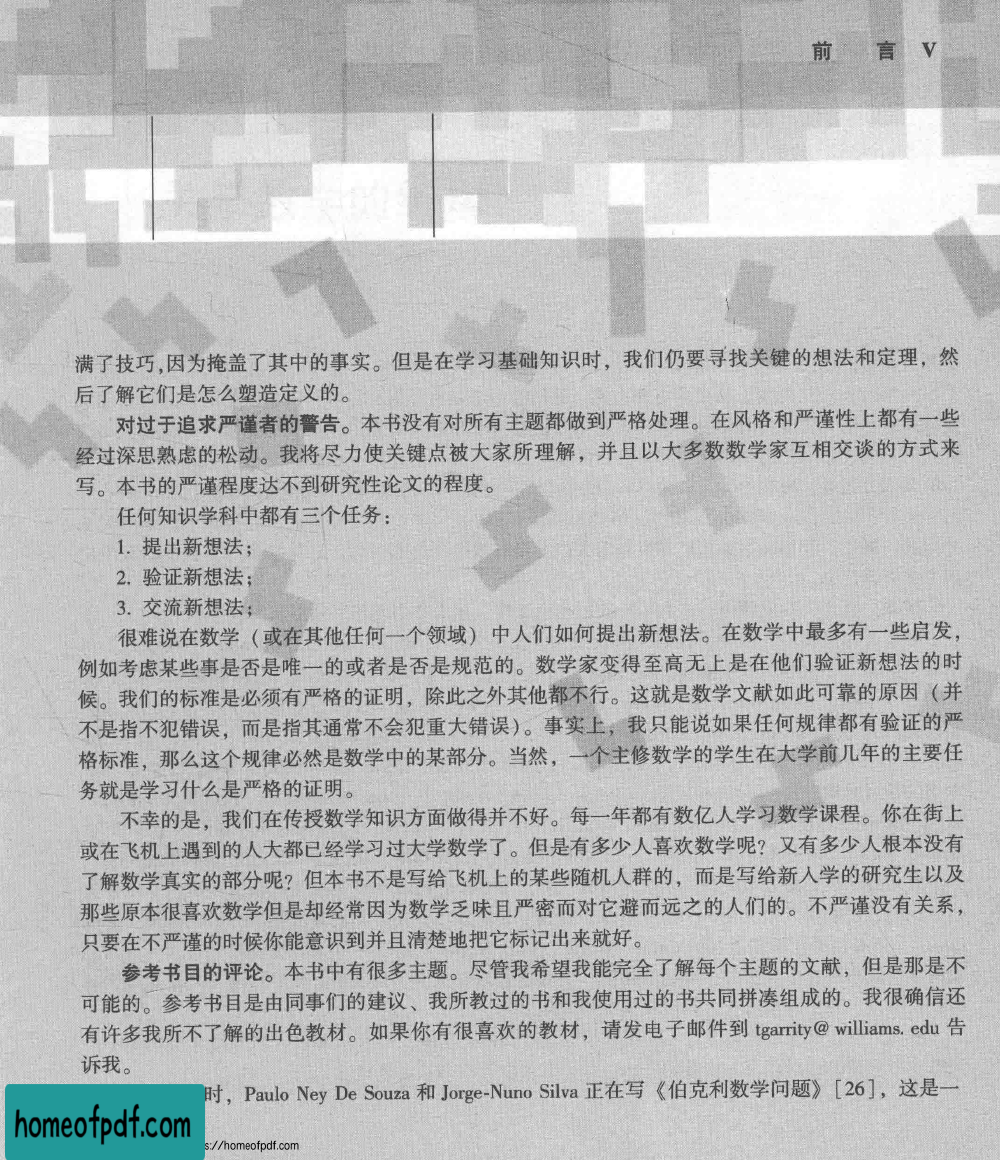 前 言 V
满了技巧,因为掩盖了其中的事实。但是在学习基础知识时，我们仍要寻找关键的想法和定理，然
后了解它们是怎么塑造定义的。
对过于追求严谨者的警告。本书没有对所有主题都做到严格处理。在风格和严谨性上都有一些
经过深思熟虑的松动。我将尽力使关键点被大家所理解，并且以大多数数学家互相交谈的方式来
写。本书的严谨程度达不到研究性论文的程度。
任何知识学科中都有三个任务：
1. 提出新想法；
2. 验证新想法；
3. 交流新想法；
很难说在数学（或在其他任何一个领域）中人们如何提出新想法。在数学中最多有一些启发，
例如考虑某些事是否是唯一的或者是否是规范的。数学家变得至高无上是在他们验证新想法的时
候。我们的标准是必须有严格的证明，除此之外其他都不行。这就是数学文献如此可靠的原因（并
不是指不犯错误，而是指其通常不会犯重大错误）。事实上，我只能说如果任何规律都有验证的严
格标准，那么这个规律必然是数学中的某部分。当然，一个主修数学的学生在大学前几年的主要任
务就是学习什么是严格的证明。
不幸的是，我们在传授数学知识方面做得并不好。每一年都有数亿人学习数学课程。你在街上
或在飞机上遇到的人大都已经学习过大学数学了。但是有多少人喜欢数学呢？又有多少人根本没有
了解数学真实的部分呢？但本书不是写给飞机上的某些随机人群的，而是写给新入学的研究生以及
那些原本很喜欢数学但是却经常因为数学乏味且严密而对它避而远之的人们的。不严谨没有关系，
只要在不严谨的时候你能意识到并且清楚地把它标记出来就好。
参考书目的评论。本书中有很多主题。尽管我希望我能完全了解每个主题的文献，但是那是不
可能的。参考书目是由同事们的建议、我所教过的书和我使用过的书共同拼凑组成的。我很确信还
有许多我所不了解的出色教材。如果你有很喜欢的教材，请发电子邮件到 tgarrity@ williams. edu 告
诉我。
时，Paulo Ney De Souza 和 Jorge-Nuno Silva 正在写《伯克利数学问题》[26]，这是一
homeofpdf.com
s://homeofpdf.com